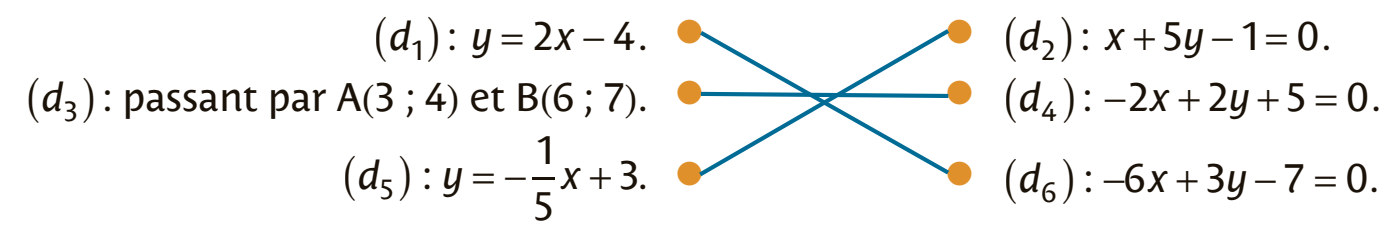 (d₁) : y = 2x – 4. (d₂) : x + 5y – 1 = 0.
(d₃) : passant par A(3 ; 4) et B(6 ; 7). (d₄) : –2x + 2y + 5 = 0.
(d₅) : y = –1/5 x + 3. (d₆) : –6x + 3y – 7 = 0.